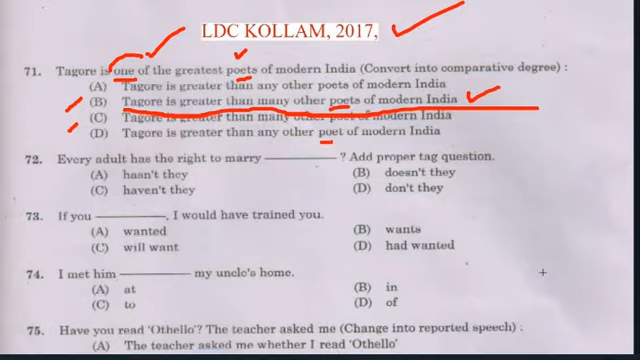 LDC KOLLAM, 2017,
71. Tagore is one of the greatest poets of modern India (Convert into comparative degree) :
(A) Tagore is greater than any other poets of modern India
(B) Tagore is greater than many other poets of modern India
(C) Tagore is greater than many other poet of modern India
(D) Tagore is greater than any other poet of modern India
72. Every adult has the right to marry ———— ? Add proper tag question.
(A) hasn't they (B) doesn't they
(C) haven't they (D) don't they
73. If you ————, I would have trained you.
(A) wanted (B) wants
(C) will want (D) had wanted
74. I met him ———— my uncle's home.
(A) at (B) in
(C) to (D) of
75. Have you read 'Othello'? The teacher asked me (Change into reported speech) :
(A) The teacher asked me whether I read 'Othello'